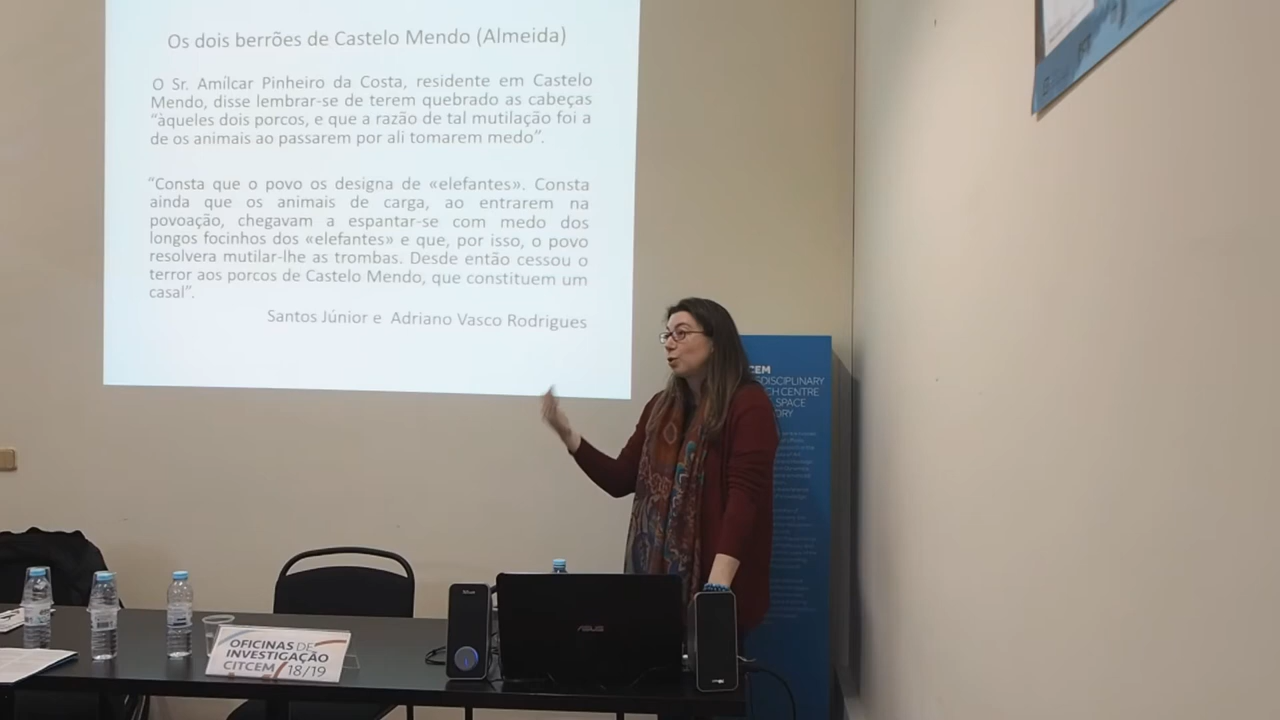 Os dois berrões de Castelo Mendo (Almeida)
O Sr. Amílcar Pinheiro da Costa, residente em Castelo
Mendo, disse lembrar-se de terem quebrado as cabeças
“àqueles dois porcos, e que a razão de tal mutilação foi a
de os animais ao passarem por ali tomarem medo”.
“Consta que o povo os designa de «elefantes». Consta
ainda que os animais de carga, ao entrarem na
povoação, chegavam a espantar-se com medo dos
longos focinhos dos «elefantes» e que, por isso, o povo
resolvera mutilar-lhe as trombas. Desde então cessou o
terror aos porcos de Castelo Mendo, que constituem um
casal”.
Santos Júnior e Adriano Vasco Rodrigues
CEM
DISCIPLINARY
CH CENTRE
SPACE
ORY
OFICINAS DE
INVESTIGAÇÃO
CITCEM 18/19
ASUS